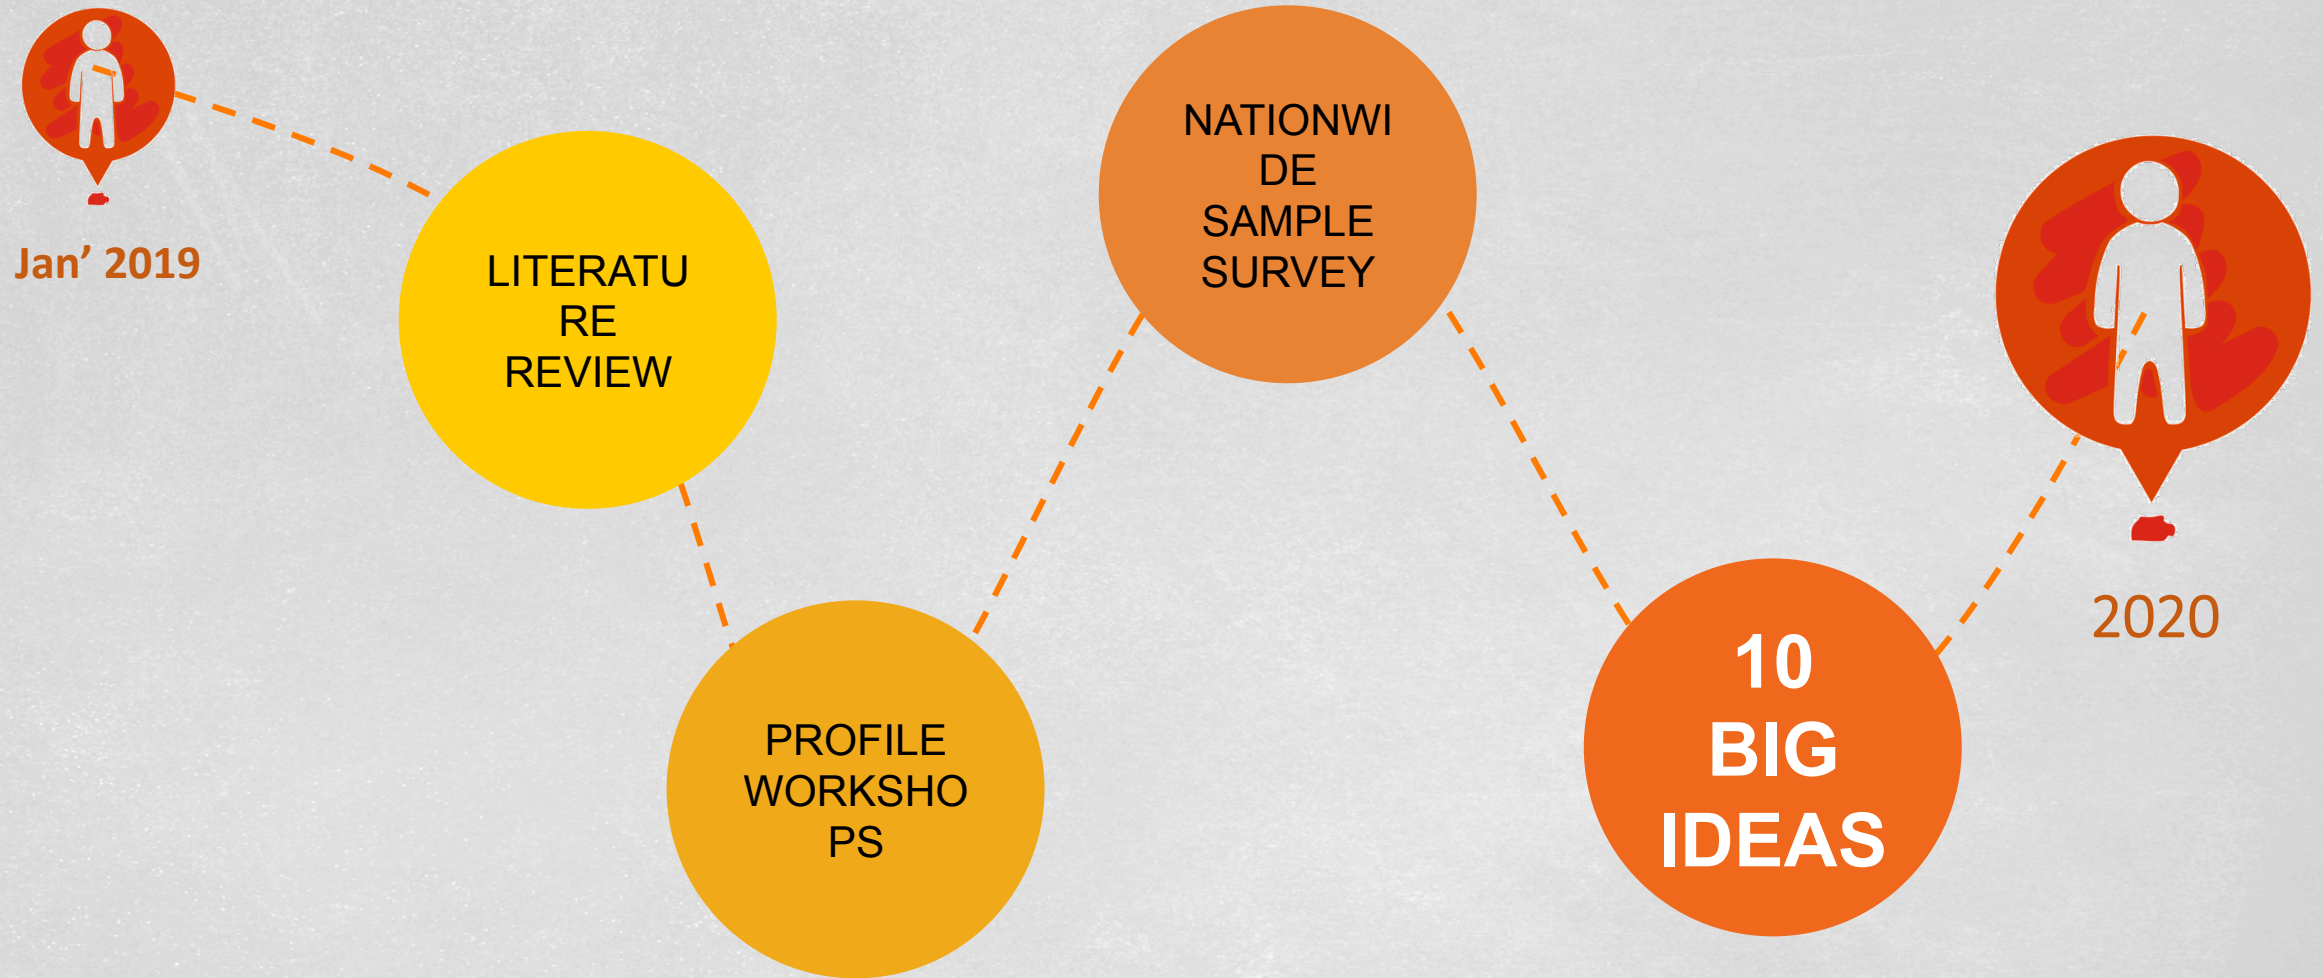 Jan’ 2019
LITERATU
RE
REVIEW
PROFILE
WORKSHO
PS
NATIONWI
DE
SAMPLE
SURVEY
10
BIG
IDEAS
2020